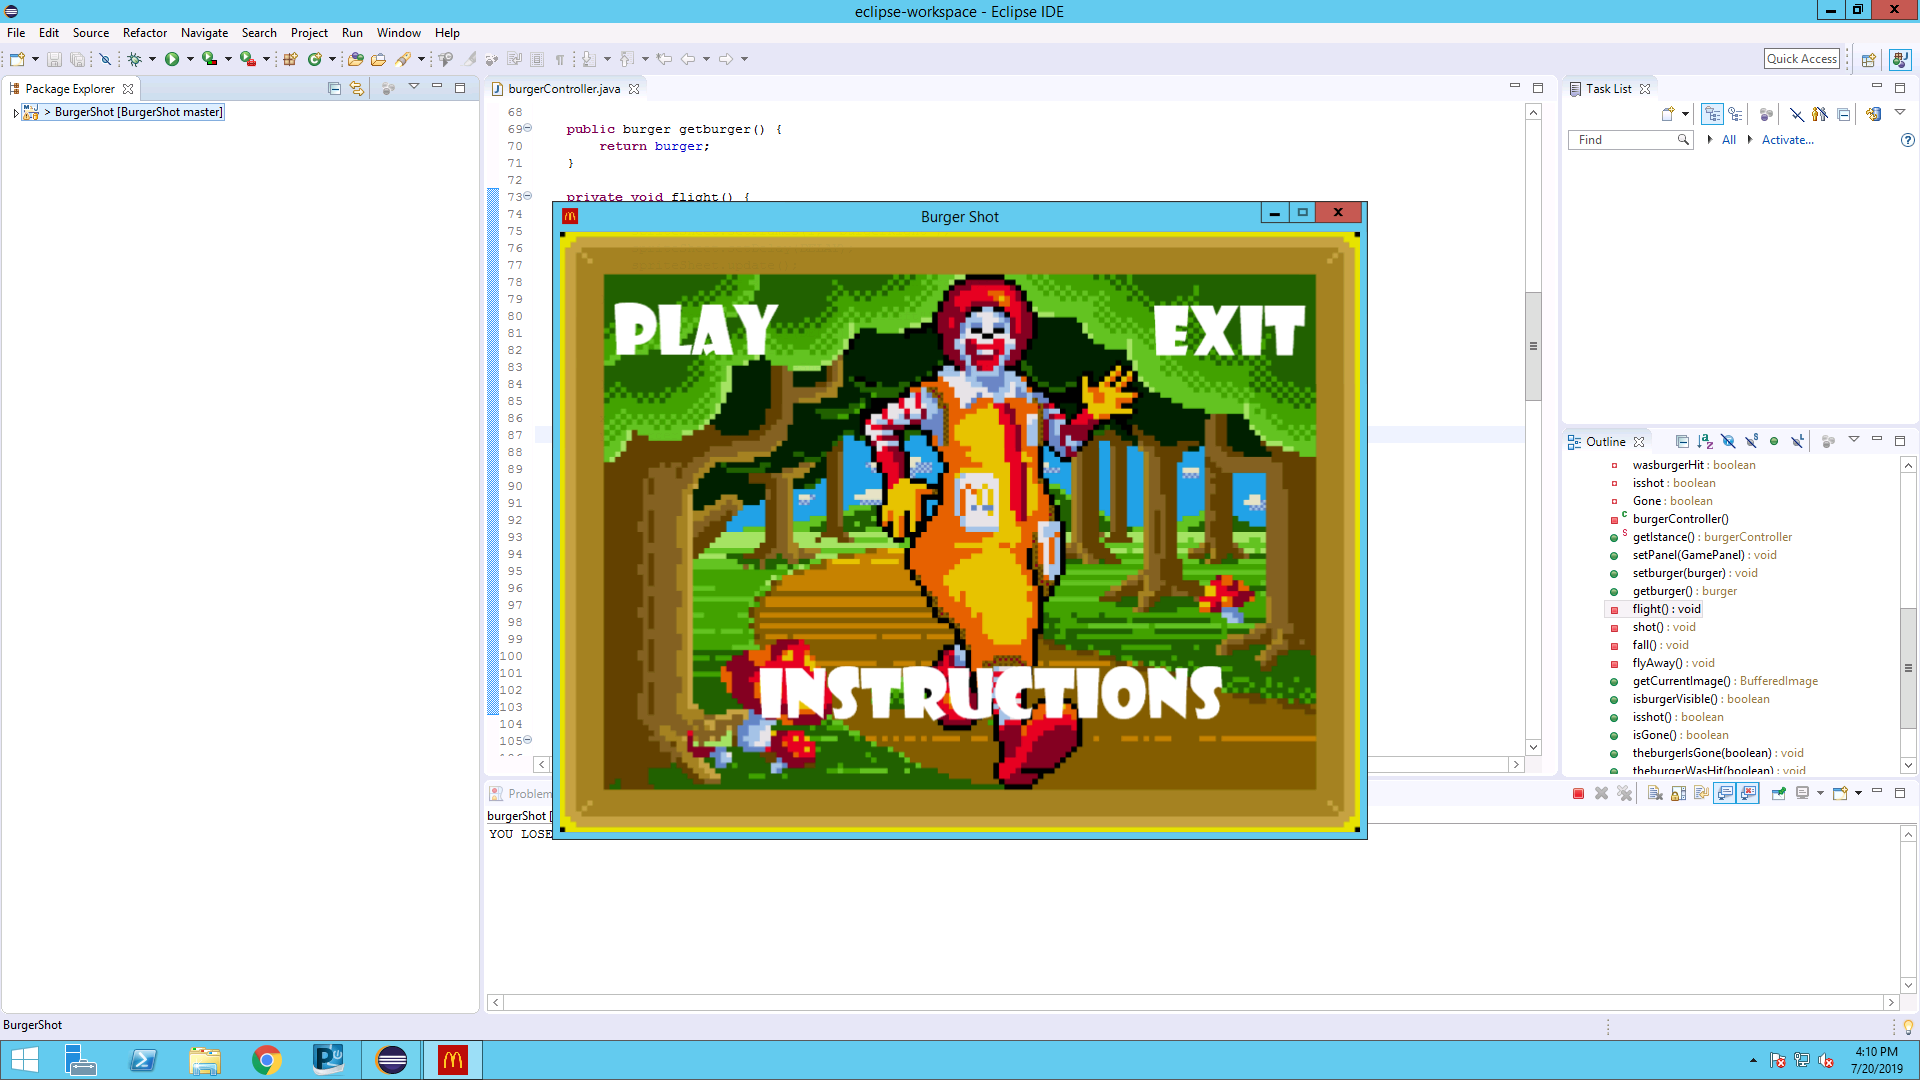 eclipse-workspace - Eclipse IDE
File Edit Source Refactor Navigate Search Project Run Window Help
Quick Access
Package Explorer
> BurgerShot [BurgerShot master]
burgerController.java
68
69 public burger getburger() {
70 return burger;
71 }
72
73 private void flight() {
74
75
76
77
78
79
80
81
82
83
84
85
86
87
88
89
90
91
92
93
94
95
96
97
98
99
100
101
102
103
104
105
Burger Shot
PLAY
EXIT
INSTRUCTIONS
Task List
Find
All
Activate...
Outline
wasburgerHit : boolean
isshot : boolean
Gone : boolean
burgerController()
getIstance() : burgerController
setPanel(GamePanel) : void
setburger(burger) : void
getburger() : burger
flight() : void
shot() : void
fall() : void
flyAway() : void
getCurrentImage() : BufferedImage
isburgerVisible() : boolean
isshot() : boolean
isGone() : boolean
theburgerIsGone(boolean) : void
theburgerWasHit(boolean) : void
Problem
burgerShot [
YOU LOSE
BurgerShot
4:10 PM
7/20/2019